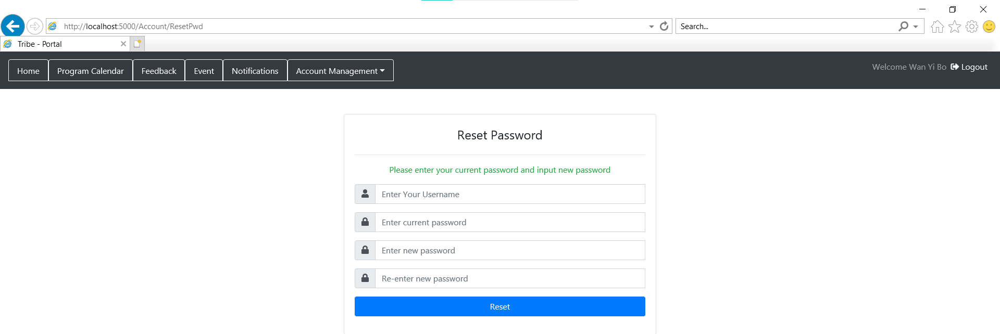 http://localhost:5000/Account/ResetPwd
Search...
Tribe - Portal
Home
Program Calendar
Feedback
Event
Notifications
Account Management
Welcome Wan Yi Bo
Logout
Reset Password
Please enter your current password and input new password
Enter Your Username
Enter current password
Enter new password
Re-enter new password
Reset